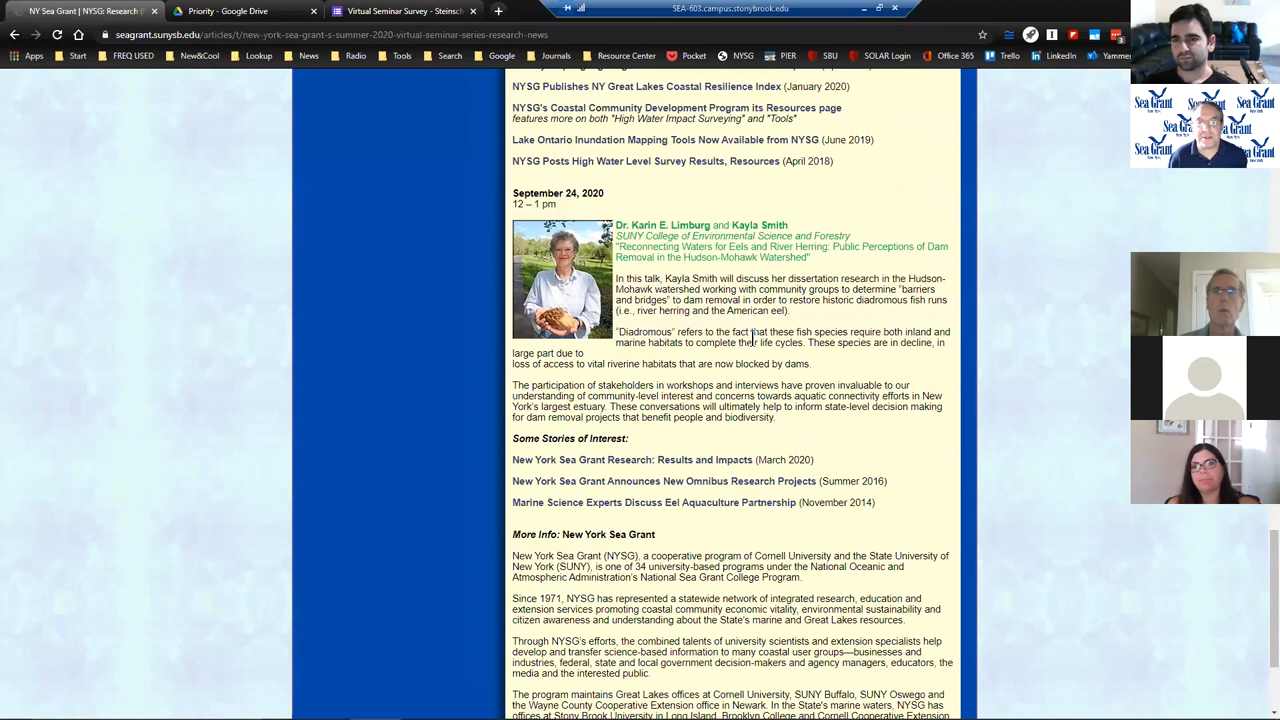 NY Sea Grant | NYSG: Research (
Priority - Google Drive
Virtual Seminar Survey - Steinsch
SEA-603.campus.stonybrook.edu
seagrant.sunysb.edu/articles/t/new-york-sea-grant-s-summer-2020-virtual-seminar-series-research-news
Apps Start FREQ USED New&Cool Lookup News Radio Tools Search Google Journals Resource Center Pocket NYSG PIER SBU SOLAR Login Office 365 Trello LinkedIn Yammer
NYSG Publishes NY Great Lakes Coastal Resilience Index (January 2020)
NYSG's Coastal Community Development Program its Resources page
features more on both "High Water Impact Surveying" and "Tools"
Lake Ontario Inundation Mapping Tools Now Available from NYSG (June 2019)
NYSG Posts High Water Level Survey Results, Resources (April 2018)
September 24, 2020
12 – 1 pm
Dr. Karin E. Limburg and Kayla Smith
SUNY College of Environmental Science and Forestry
"Reconnecting Waters for Eels and River Herring: Public Perceptions of Dam
Removal in the Hudson-Mohawk Watershed"
In this talk, Kayla Smith will discuss her dissertation research in the Hudson-
Mohawk watershed working with community groups to determine “barriers
and bridges” to dam removal in order to restore historic diadromous fish runs
(i.e., river herring and the American eel).
“Diadromous” refers to the fact that these fish species require both inland and
marine habitats to complete their life cycles. These species are in decline, in
large part due to
loss of access to vital riverine habitats that are now blocked by dams.
The participation of stakeholders in workshops and interviews have proven invaluable to our
understanding of community-level interest and concerns towards aquatic connectivity efforts in New
York's largest estuary. These conversations will ultimately help to inform state-level decision making
for dam removal projects that benefit people and biodiversity.
Some Stories of Interest:
New York Sea Grant Research: Results and Impacts (March 2020)
New York Sea Grant Announces New Omnibus Research Projects (Summer 2016)
Marine Science Experts Discuss Eel Aquaculture Partnership (November 2014)
More Info: New York Sea Grant
New York Sea Grant (NYSG), a cooperative program of Cornell University and the State University of
New York (SUNY), is one of 34 university-based programs under the National Oceanic and
Atmospheric Administration's National Sea Grant College Program.
Since 1971, NYSG has represented a statewide network of integrated research, education and
extension services promoting coastal community economic vitality, environmental sustainability and
citizen awareness and understanding about the State's marine and Great Lakes resources.
Through NYSG's efforts, the combined talents of university scientists and extension specialists help
develop and transfer science-based information to many coastal user groups—businesses and
industries, federal, state and local government decision-makers and agency managers, educators, the
media and the interested public.
The program maintains Great Lakes offices at Cornell University, SUNY Buffalo, SUNY Oswego and
the Wayne County Cooperative Extension office in Newark. In the State's marine waters, NYSG has
offices at Stony Brook University in Long Island, Brooklyn College and Cornell Cooperative Extension
Sea Grant
Sea Grant
Sea Grant
Sea Grant